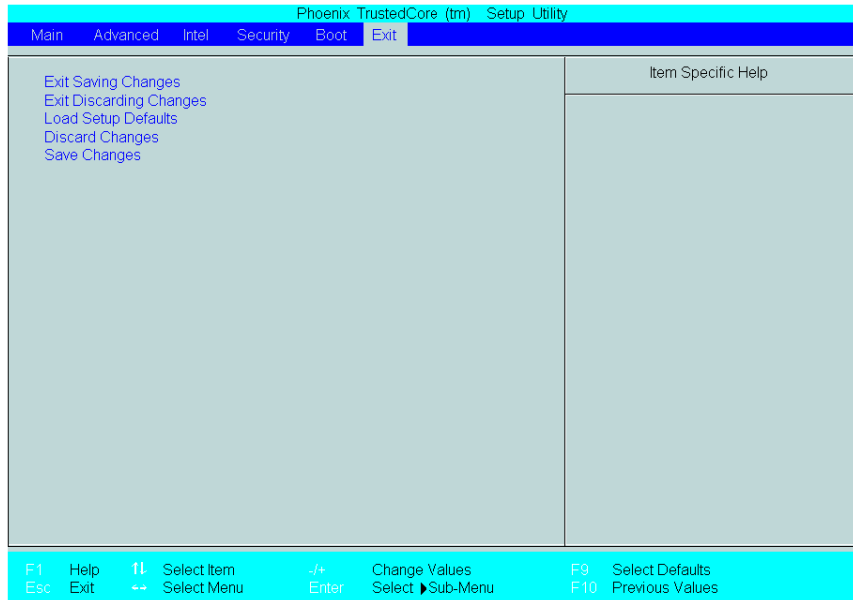 Phoenix TrustedCore (tm) Setup Utility
Main Advanced Intel Security Boot Exit
Item Specific Help
Exit Saving Changes
Exit Discarding Changes
Load Setup Defaults
Discard Changes
Save Changes
F1 Help ↑↓ Select Item -/+ Change Values F9 Select Defaults
Esc Exit ↔ Select Menu Enter Select ▶Sub-Menu F10 Previous Values